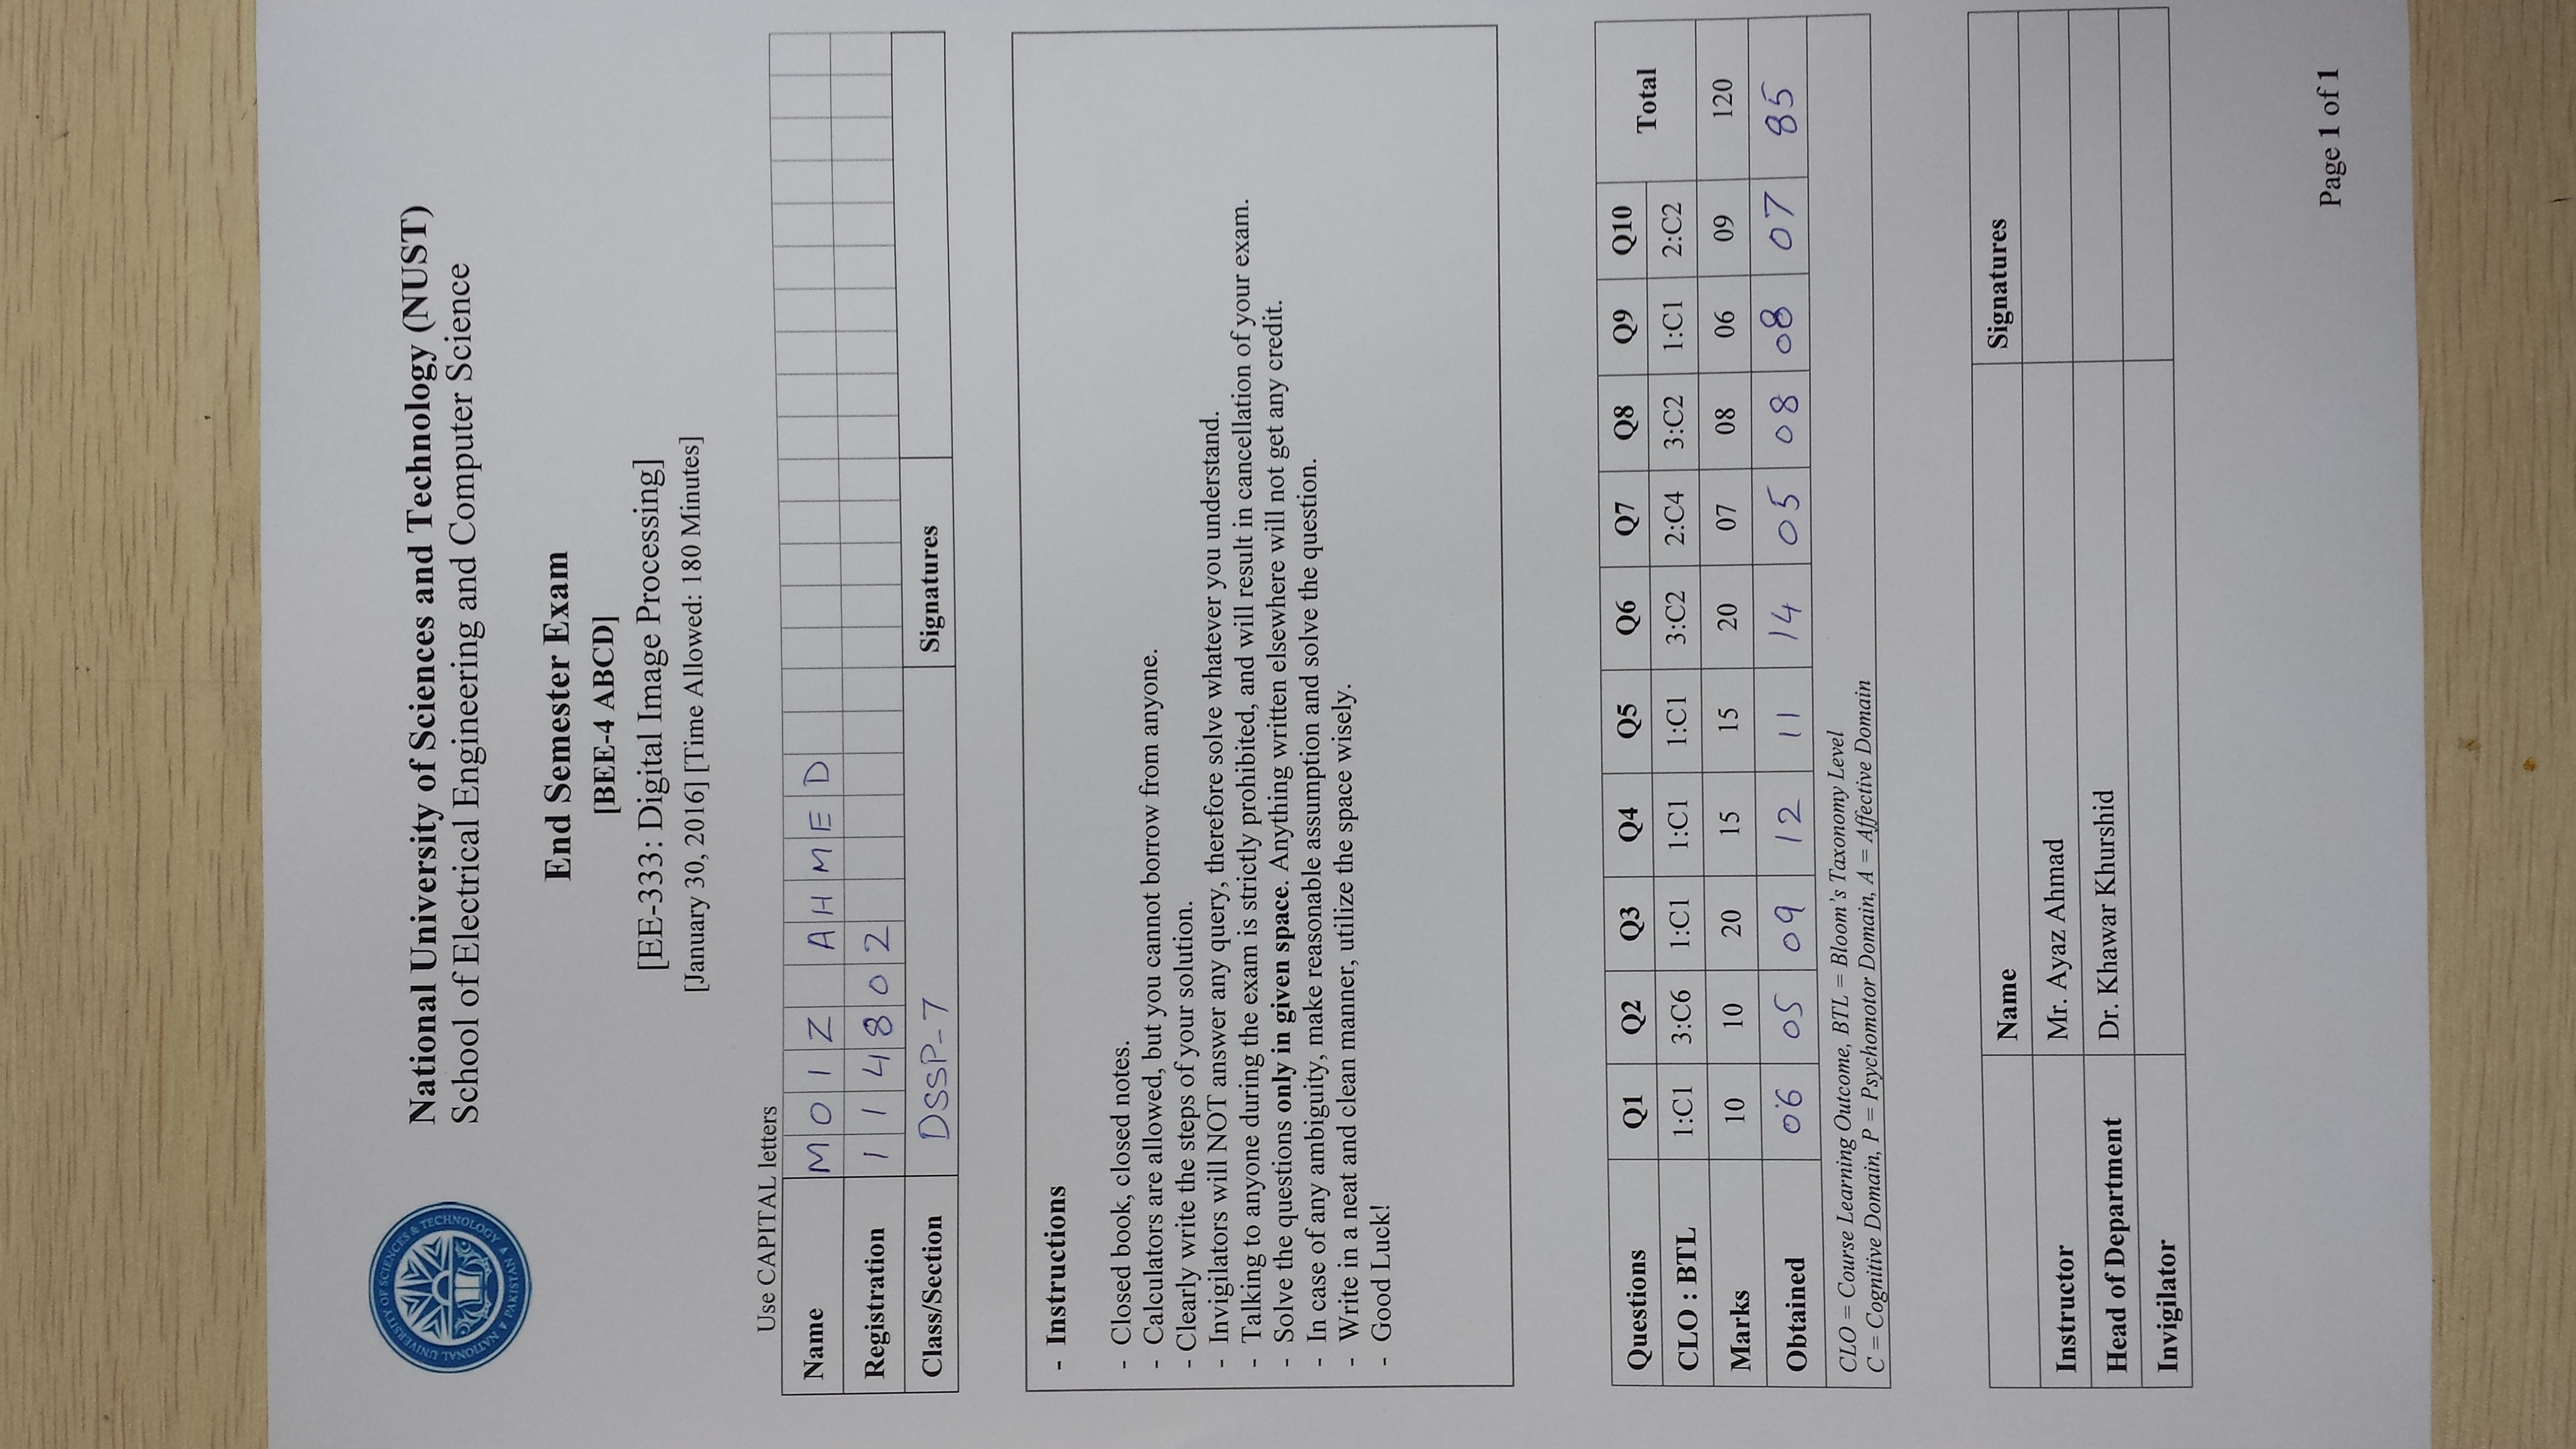 NATIONAL UNIVERSITY OF SCIENCES & TECHNOLOGY
PAKISTAN
National University of Sciences and Technology (NUST)
School of Electrical Engineering and Computer Science
End Semester Exam
[BEE-4 ABCD]
[EE-333: Digital Image Processing]
[January 30, 2016] [Time Allowed: 180 Minutes]
Use CAPITAL letters
Name MOIZ AHMED
Registration 114802
Class/Section DSSP-7 Signatures
- Instructions
- Closed book, closed notes.
- Calculators are allowed, but you cannot borrow from anyone.
- Clearly write the steps of your solution.
- Invigilators will NOT answer any query, therefore solve whatever you understand.
- Talking to anyone during the exam is strictly prohibited, and will result in cancellation of your exam.
- Solve the questions only in given space. Anything written elsewhere will not get any credit.
- In case of any ambiguity, make reasonable assumption and solve the question.
- Write in a neat and clean manner, utilize the space wisely.
- Good Luck!
Questions Q1 Q2 Q3 Q4 Q5 Q6 Q7 Q8 Q9 Q10 Total
CLO : BTL 1:C1 3:C6 1:C1 1:C1 1:C1 3:C2 2:C4 3:C2 1:C1 2:C2
Marks 10 10 20 15 15 20 07 08 06 09 120
Obtained 06 05 09 12 11 14 05 08 08 07 85
CLO = Course Learning Outcome, BTL = Bloom's Taxonomy Level
C = Cognitive Domain, P = Psychomotor Domain, A = Affective Domain
Name Signatures
Instructor Mr. Ayaz Ahmad
Head of Department Dr. Khawar Khurshid
Invigilator
Page 1 of 1